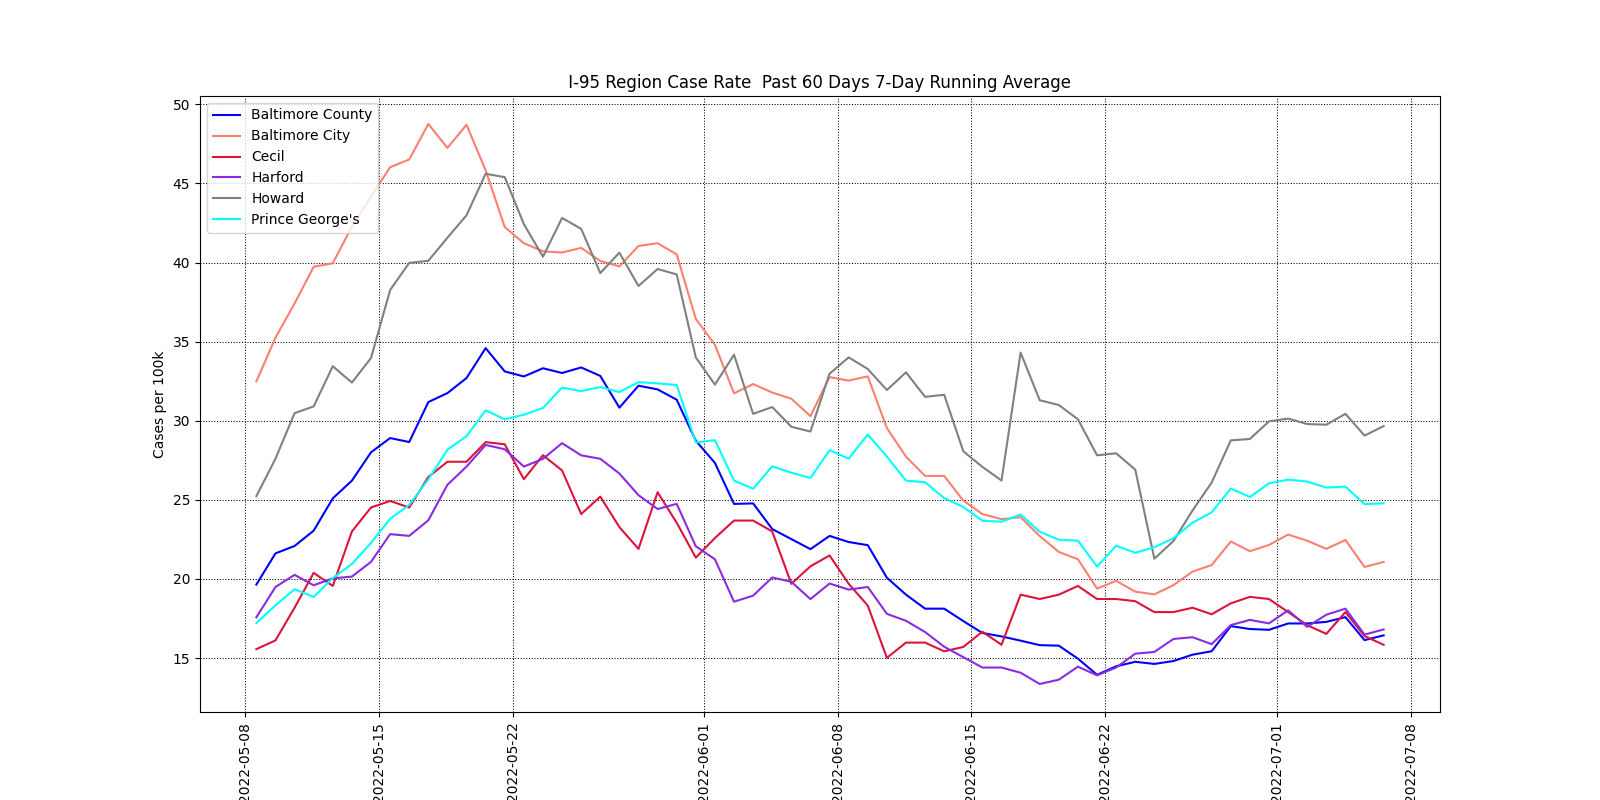 I-95 Region Case Rate  Past 60 Days 7-Day Running Average
Baltimore County
Baltimore City
Cecil
Harford
Howard
Prince George's
Cases per 100k
50
45
40
35
30
25
20
15
2022-05-08
2022-05-15
2022-05-22
2022-06-01
2022-06-08
2022-06-15
2022-06-22
2022-07-01
2022-07-08